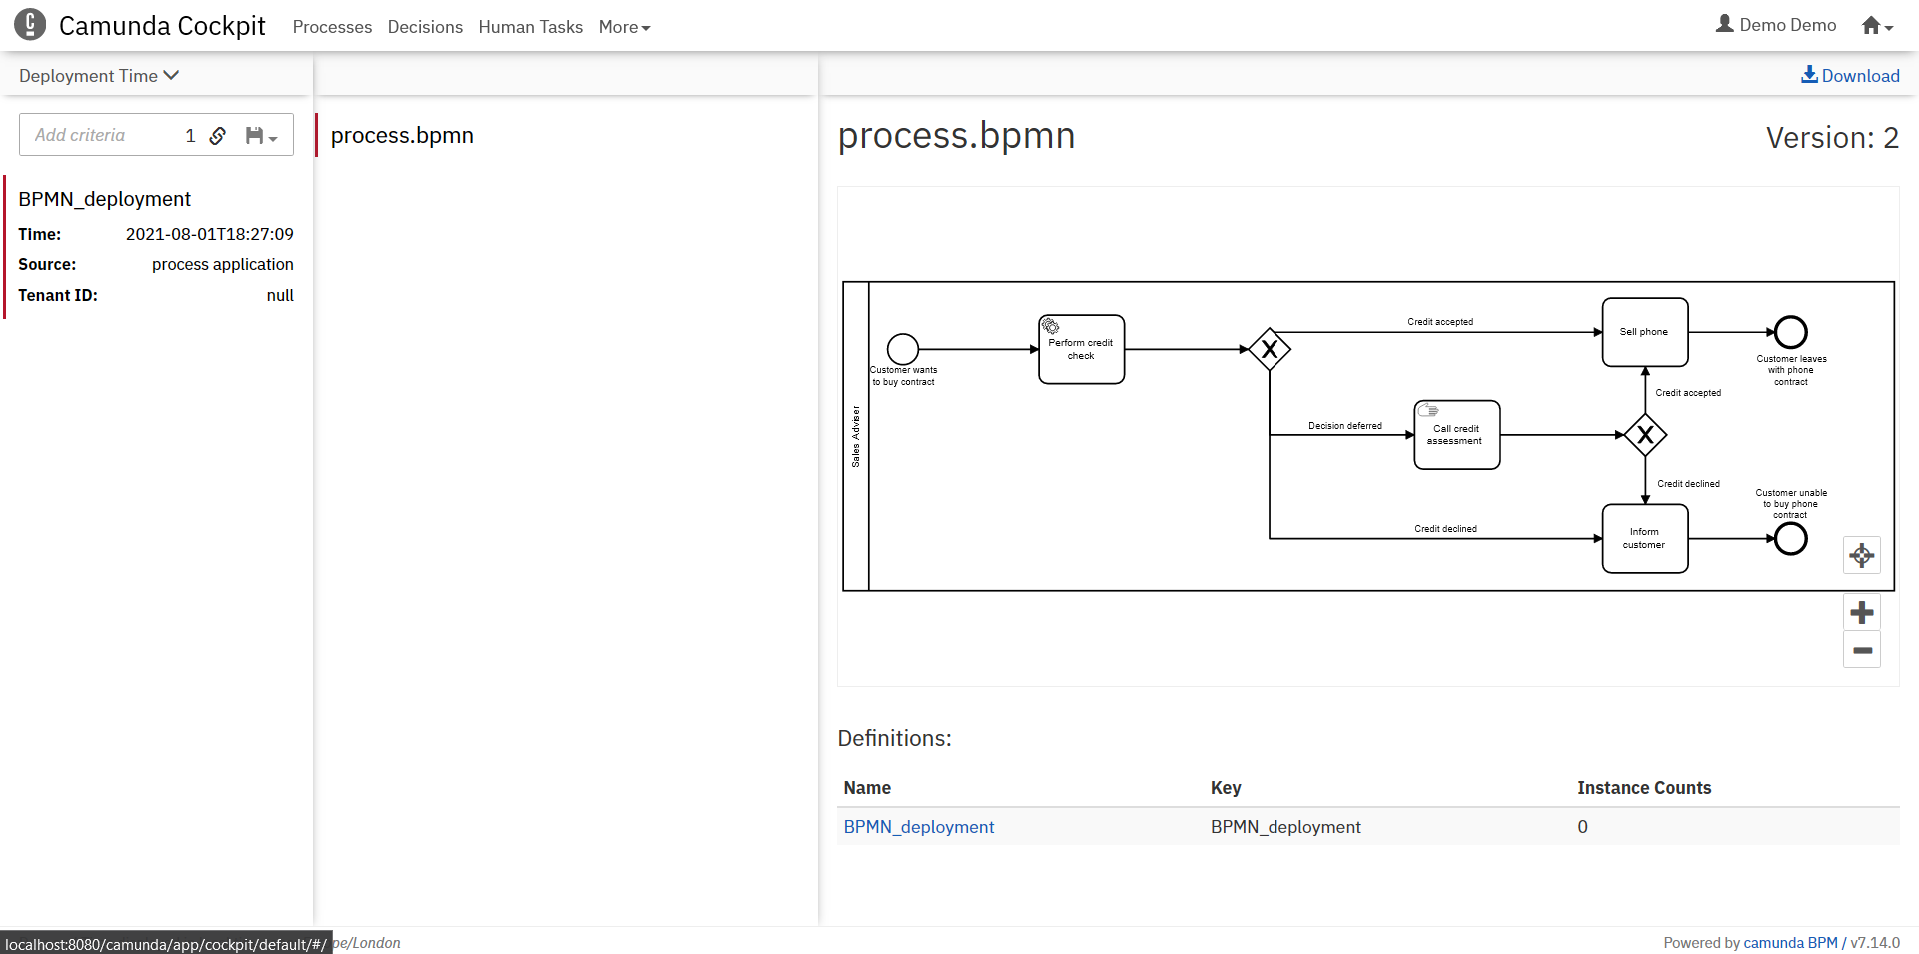 Camunda Cockpit Processes Decisions Human Tasks More Demo Demo
Deployment Time
Download
Add criteria 1
BPMN_deployment
Time: 2021-08-01T18:27:09
Source: process application
Tenant ID: null
process.bpmn
process.bpmn
Version: 2
Sales Adviser
Customer wants
to buy contract
Perform credit
check
Credit accepted
Sell phone
Customer leaves
with phone
contract
Credit accepted
Decision deferred
Call credit
assessment
Credit declined
Customer unable
to buy phone
contract
Credit declined
Inform
customer
Definitions:
Name Key Instance Counts
BPMN_deployment BPMN_deployment 0
localhost:8080/camunda/app/cockpit/default/#/
pe/London
Powered by camunda BPM / v7.14.0